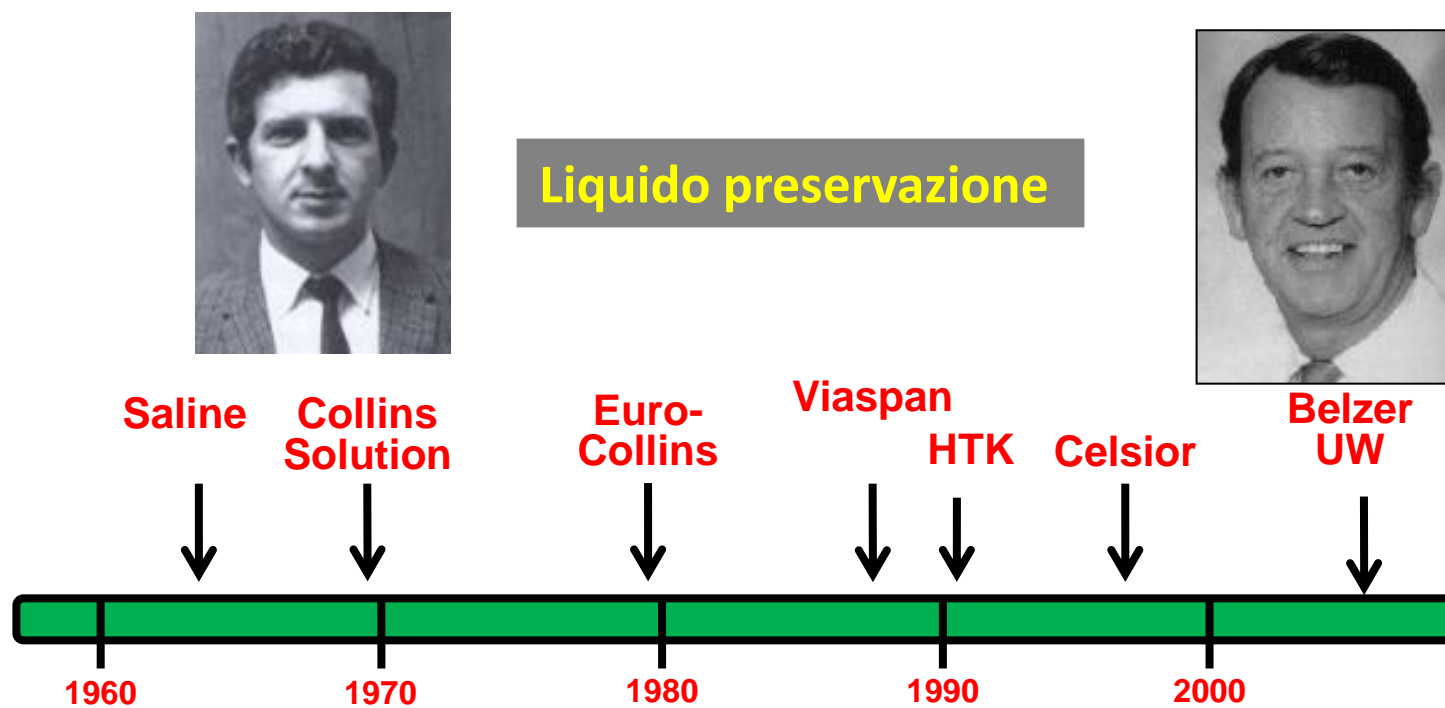 Liquido preservazione
Saline
Collins
Solution
Euro-
Collins
Viaspan
HTK
Celsior
Belzer
UW
1960
1970
1980
1990
2000